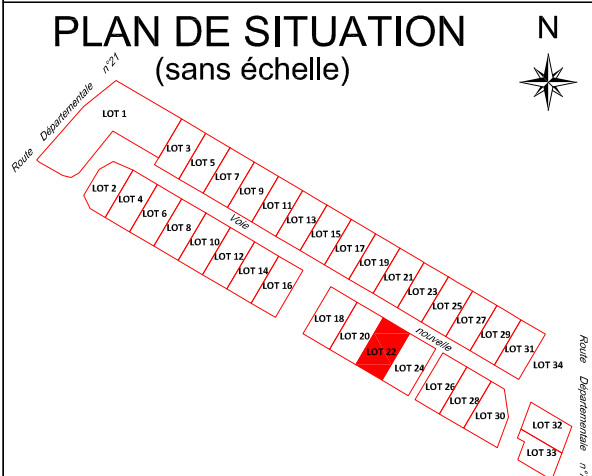 PLAN DE SITUATION
(sans échelle)
N
Route Départementale n°21
LOT 1
LOT 3
LOT 5
LOT 7
LOT 9
LOT 11
LOT 13
LOT 15
LOT 17
LOT 19
LOT 21
LOT 23
LOT 25
LOT 27
LOT 29
LOT 31
LOT 34
Voie nouvelle
LOT 2
LOT 4
LOT 6
LOT 8
LOT 10
LOT 12
LOT 14
LOT 16
LOT 18
LOT 20
LOT 22
LOT 24
LOT 26
LOT 28
LOT 30
LOT 32
LOT 33
Route Départementale